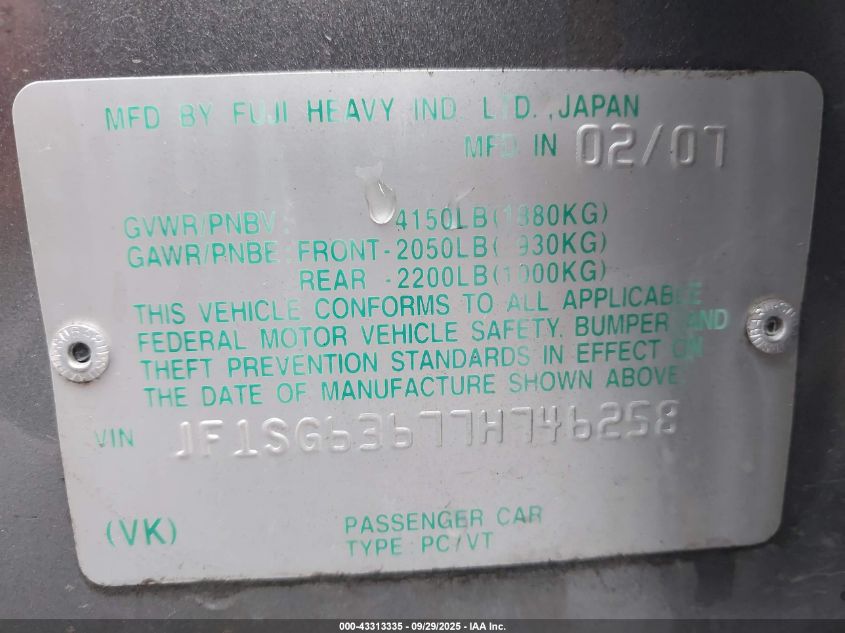 MFD BY FUJI HEAVY IND. LTD., JAPAN
MFD IN 02/07
GVWR/PNBV: 4150LB(1880KG)
GAWR/PNBE: FRONT-2050LB( 930KG)
REAR -2200LB(1000KG)
THIS VEHICLE CONFORMS TO ALL APPLICABLE
FEDERAL MOTOR VEHICLE SAFETY, BUMPER AND
THEFT PREVENTION STANDARDS IN EFFECT ON
THE DATE OF MANUFACTURE SHOWN ABOVE.
VIN JF1SG63677H746258
(VK) PASSENGER CAR
TYPE: PC/VT
000-43313335 - 09/29/2025 - IAA Inc.